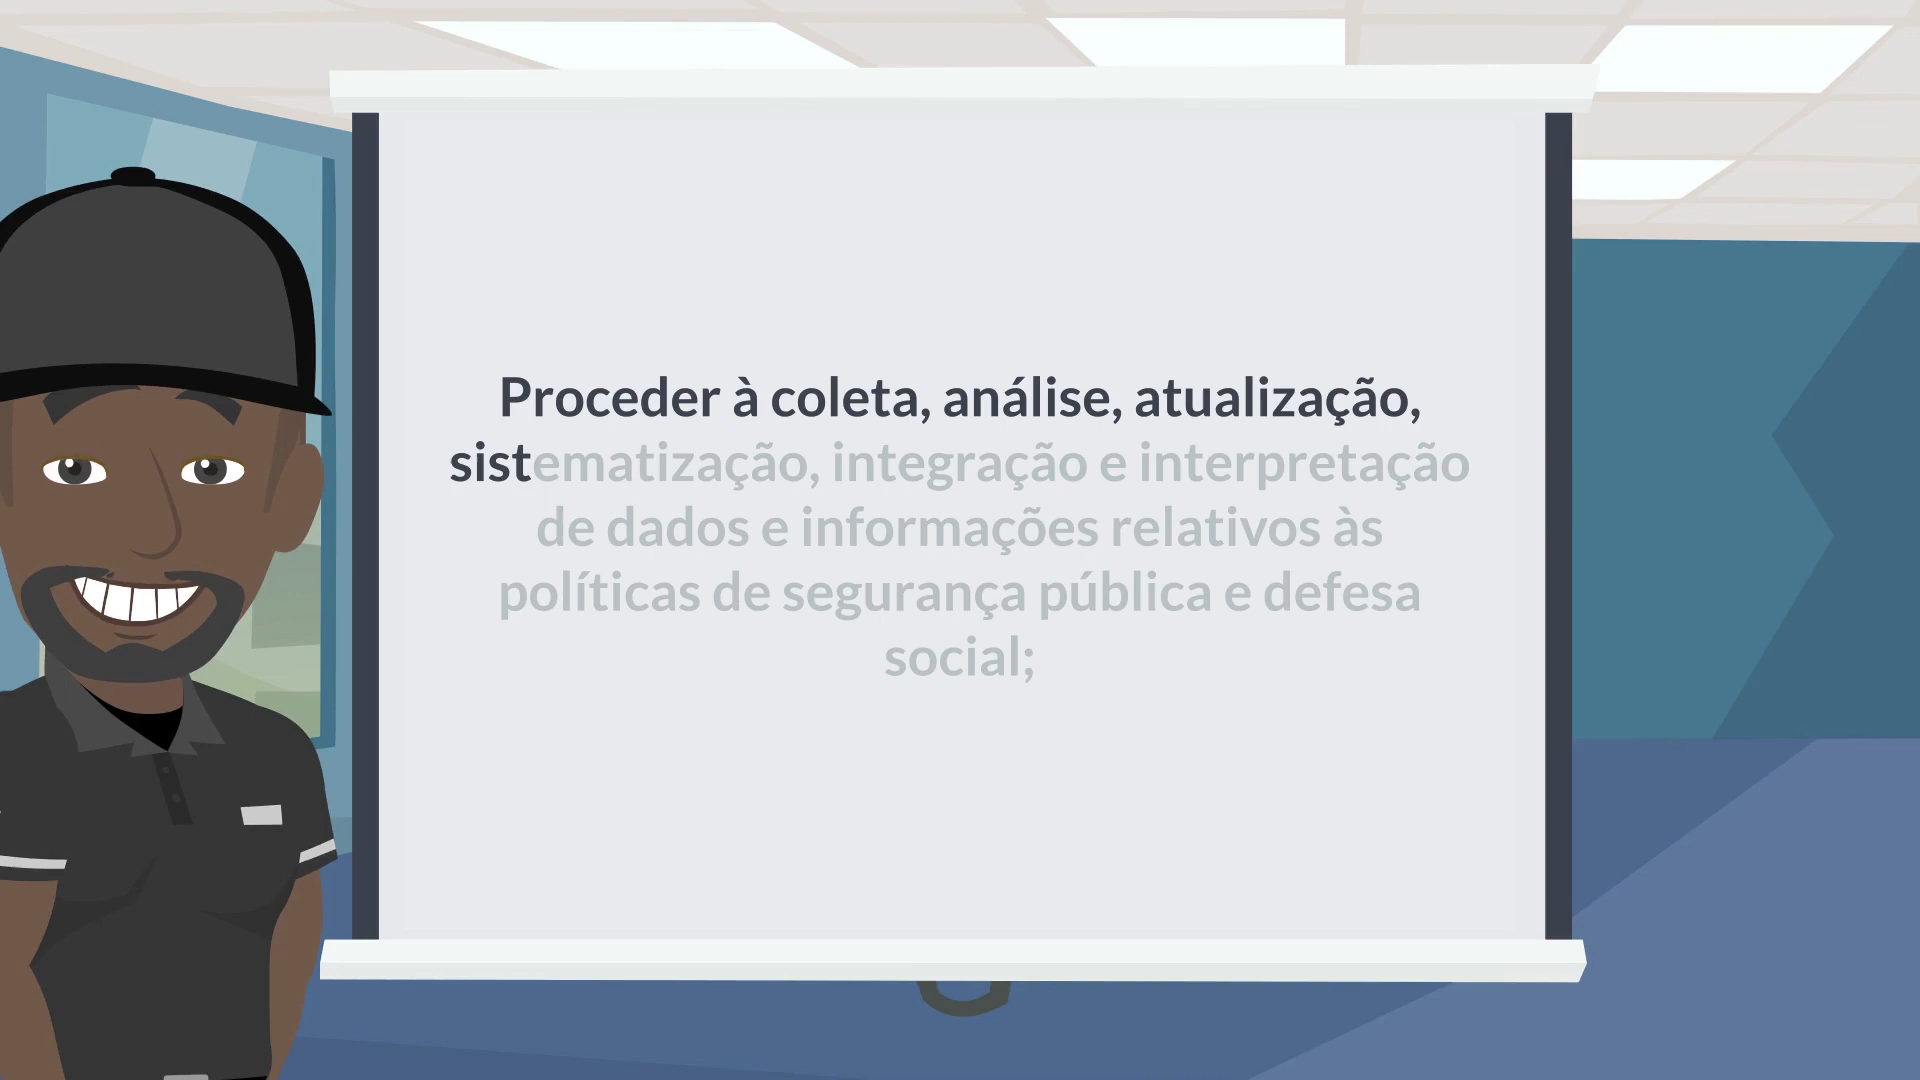 Proceder à coleta, análise, atualização,
sistematização, integração e interpretação
de dados e informações relativos às
políticas de segurança pública e defesa
social;